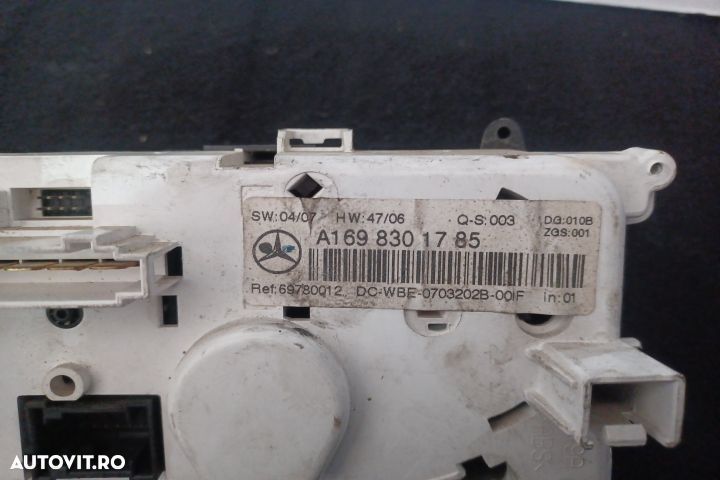 SW:04/07 HW:47/06 Q-S:003 DG:010B
ZGS:001
A169 830 17 85
Ref:69780012 DC-WBE-0703202B-00IF in:01
AUTOVIT.RO